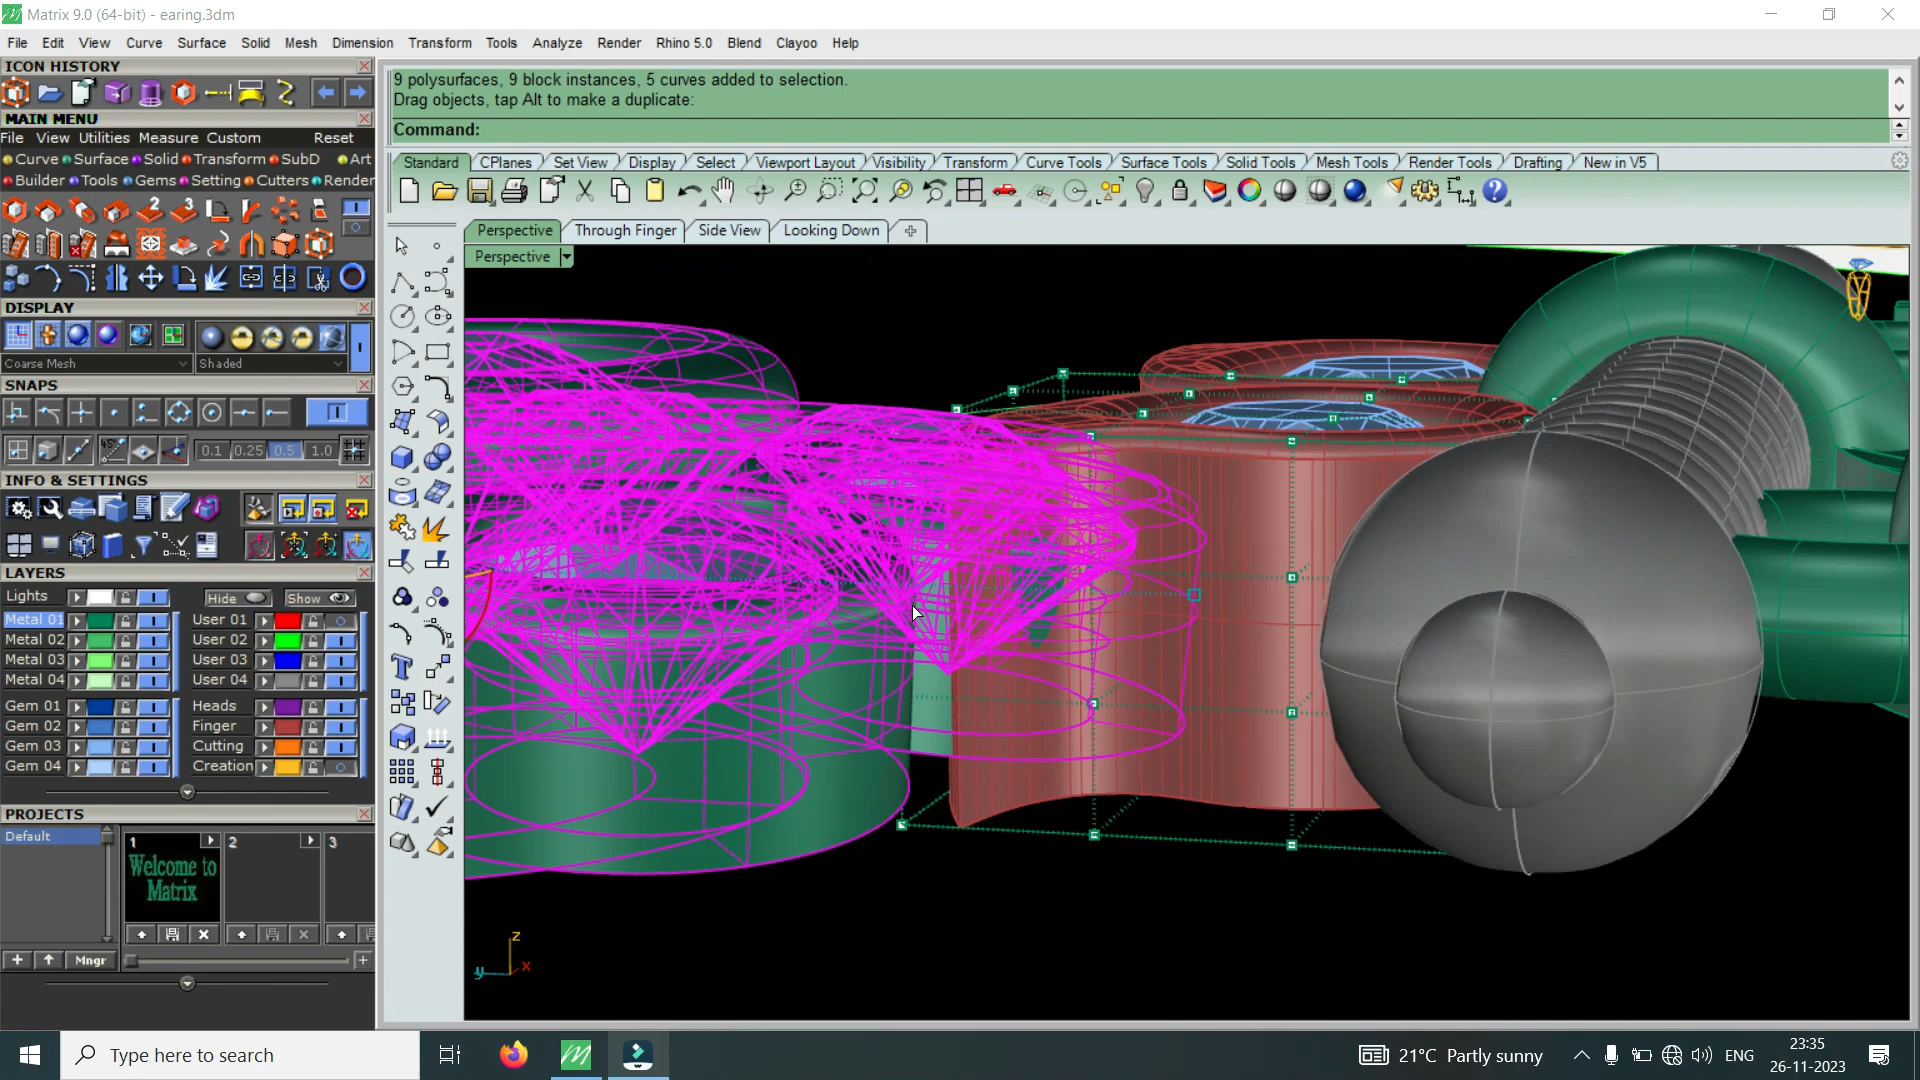 Matrix 9.0 (64-bit) - earing.3dm
File Edit View Curve Surface Solid Mesh Dimension Transform Tools Analyze Render Rhino 5.0 Blend Clayoo Help
ICON HISTORY
MAIN MENU
File View Utilities Measure Custom Reset
Curve Surface Solid Transform SubD Art
Builder Tools Gems Setting Cutters Render
2 3
DISPLAY
Coarse Mesh Shaded
SNAPS
0.1 0.25 0.5 1.0
INFO & SETTINGS
LAYERS
Lights Hide Show
Metal 01 User 01
Metal 02 User 02
Metal 03 User 03
Metal 04 User 04
Gem 01 Heads
Gem 02 Finger
Gem 03 Cutting
Gem 04 Creation
PROJECTS
Default
1 2 3
Welcome to
Matrix
Mngr
9 polysurfaces, 9 block instances, 5 curves added to selection.
Drag objects, tap Alt to make a duplicate:
Command:
Standard CPlanes Set View Display Select Viewport Layout Visibility Transform Curve Tools Surface Tools Solid Tools Mesh Tools Render Tools Drafting New in V5
Perspective Through Finger Side View Looking Down
Perspective
z
y x
Type here to search
21°C Partly sunny
ENG
23:35
26-11-2023